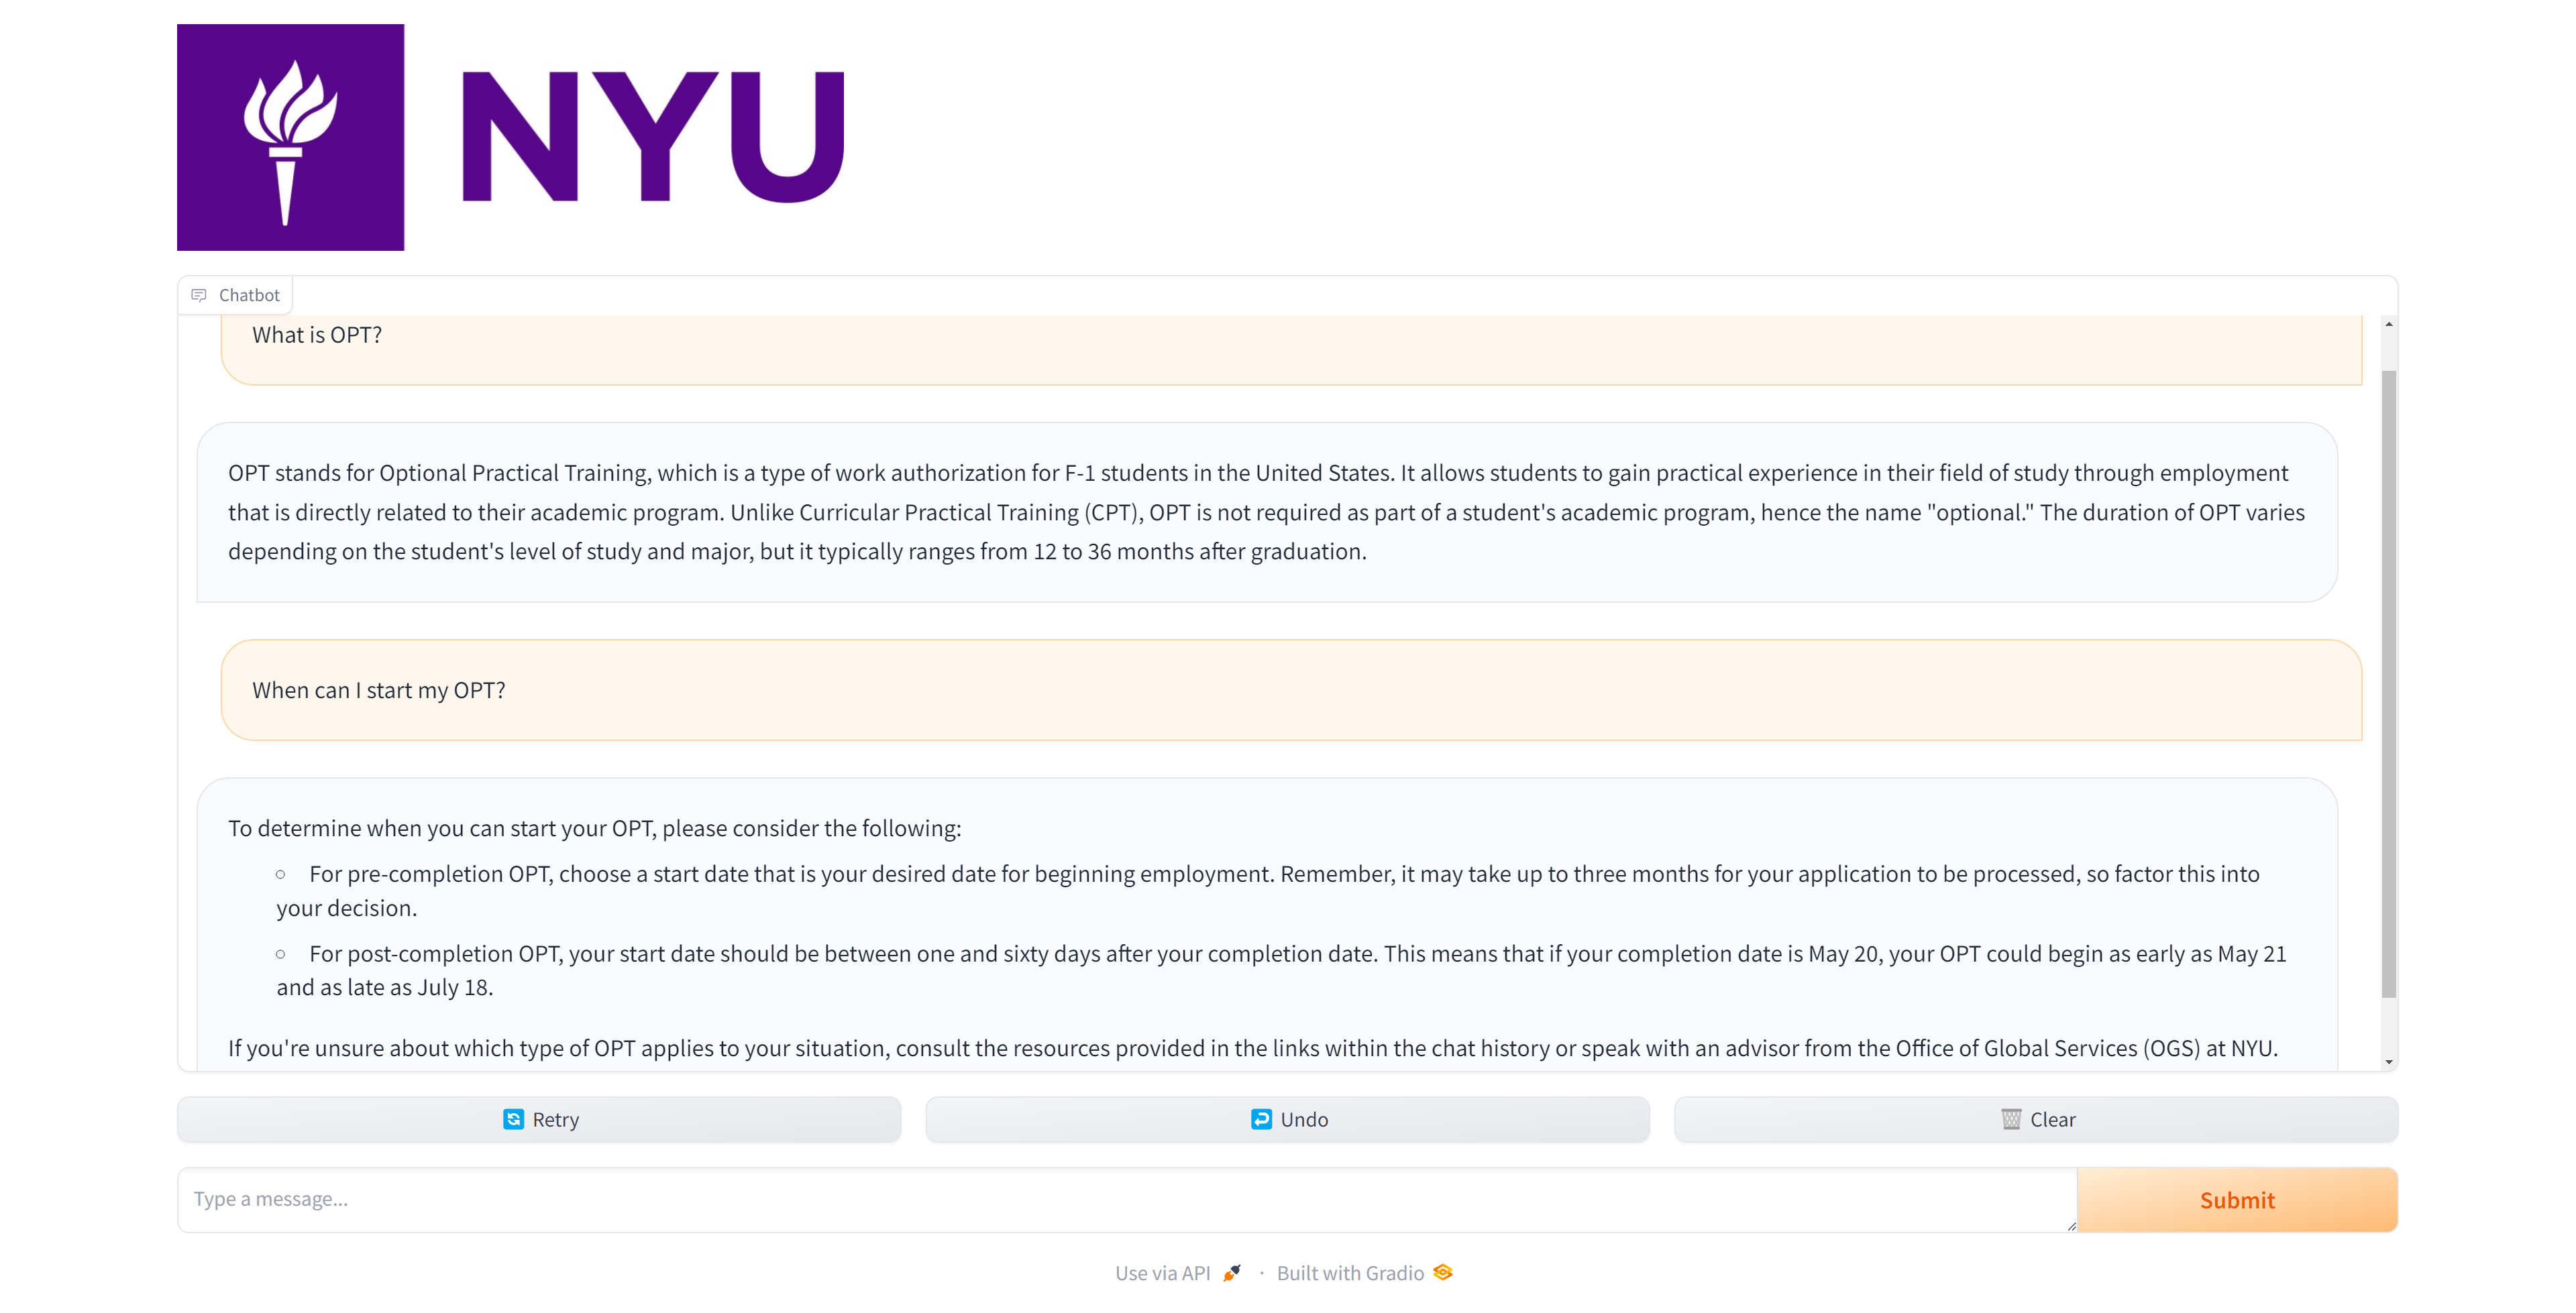 NYU
Chatbot
What is OPT?
OPT stands for Optional Practical Training, which is a type of work authorization for F-1 students in the United States. It allows students to gain practical experience in their field of study through employment
that is directly related to their academic program. Unlike Curricular Practical Training (CPT), OPT is not required as part of a student's academic program, hence the name "optional." The duration of OPT varies
depending on the student's level of study and major, but it typically ranges from 12 to 36 months after graduation.
When can I start my OPT?
To determine when you can start your OPT, please consider the following:
○ For pre-completion OPT, choose a start date that is your desired date for beginning employment. Remember, it may take up to three months for your application to be processed, so factor this into
your decision.
○ For post-completion OPT, your start date should be between one and sixty days after your completion date. This means that if your completion date is May 20, your OPT could begin as early as May 21
and as late as July 18.
If you're unsure about which type of OPT applies to your situation, consult the resources provided in the links within the chat history or speak with an advisor from the Office of Global Services (OGS) at NYU.
Retry Undo Clear
Type a message... Submit
Use via API · Built with Gradio